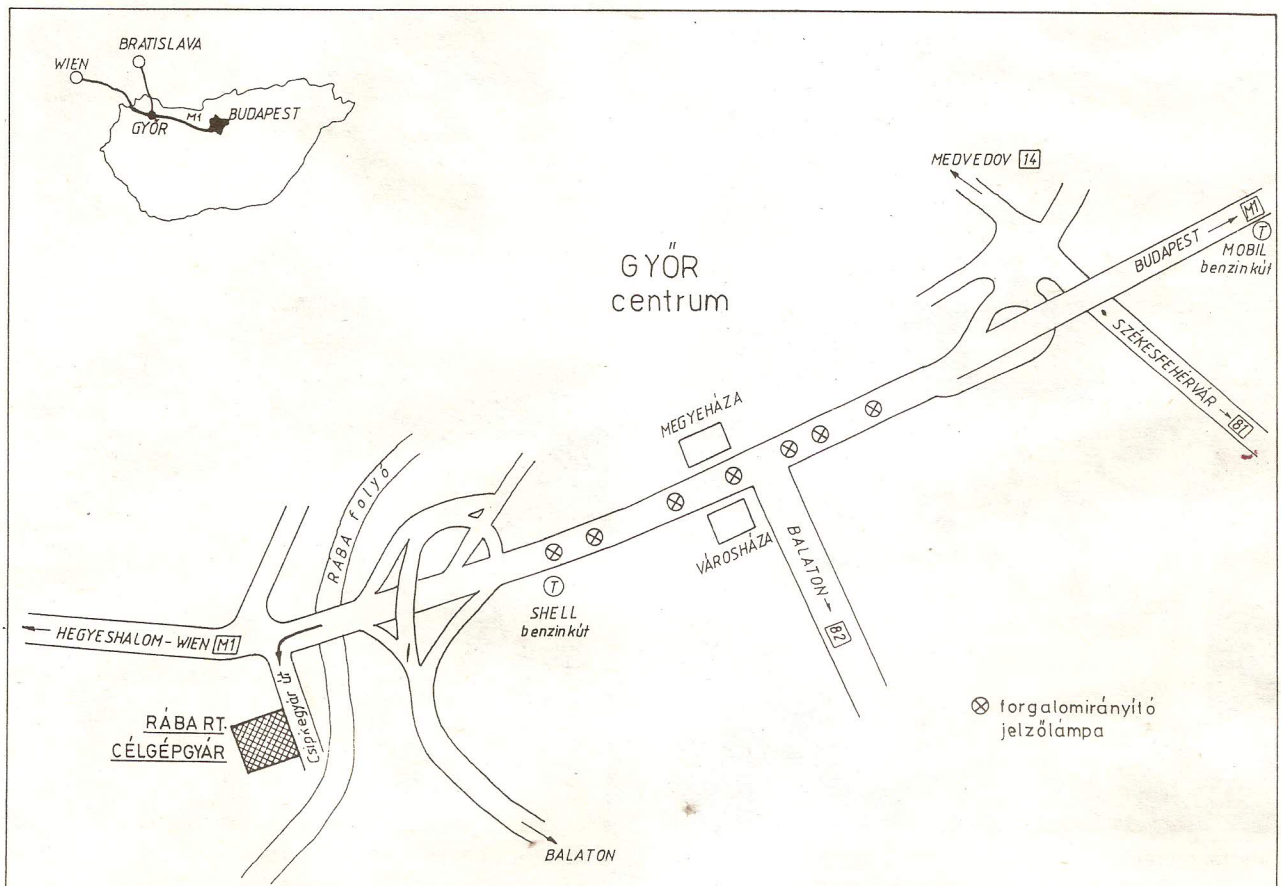 BRATISLAVA
WIEN
M1
BUDAPEST
GYŐR
MEDVEDOV 14
GYŐR
centrum
BUDAPEST → M1
T
MOBIL
benzinkút
SZÉKESFEHÉRVÁR → 81
MEGYEHÁZA
VÁROSHÁZA
BALATON → 82
RÁBA folyó
T
SHELL
benzinkút
← HEGYESHALOM - WIEN M1
Csipkegyár út
RÁBA RT.
CÉLGÉPGYÁR
⊗ forgalomirányító
jelzőlámpa
BALATON